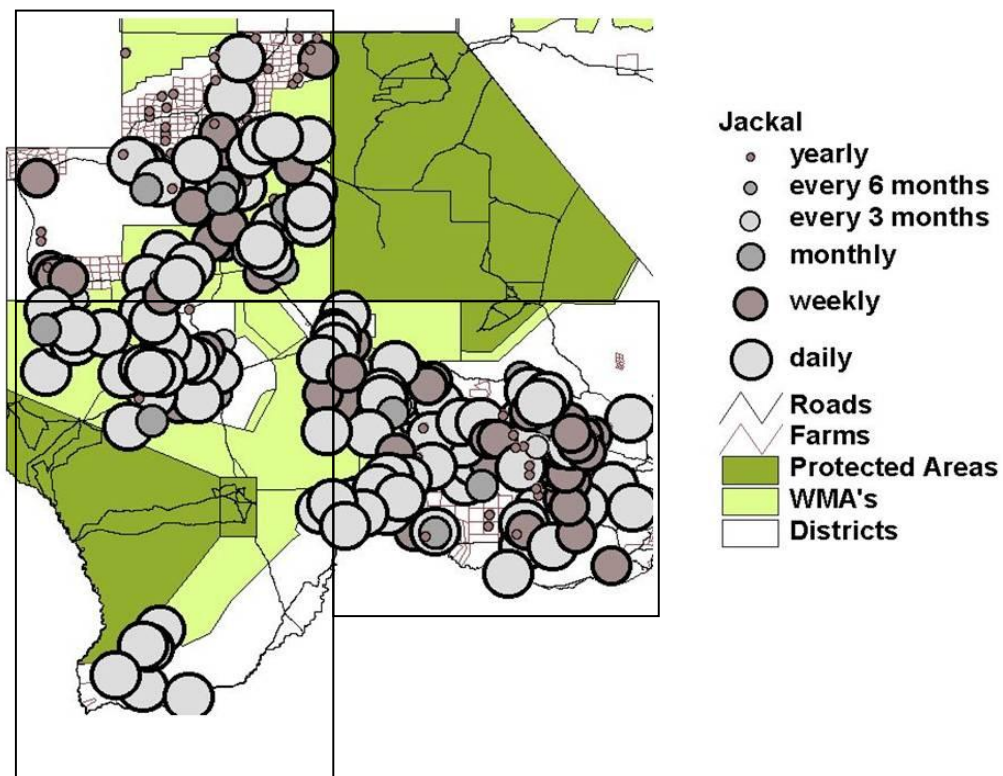 Jackal
yearly
every 6 months
every 3 months
monthly
weekly
daily
Roads
Farms
Protected Areas
WMA's
Districts